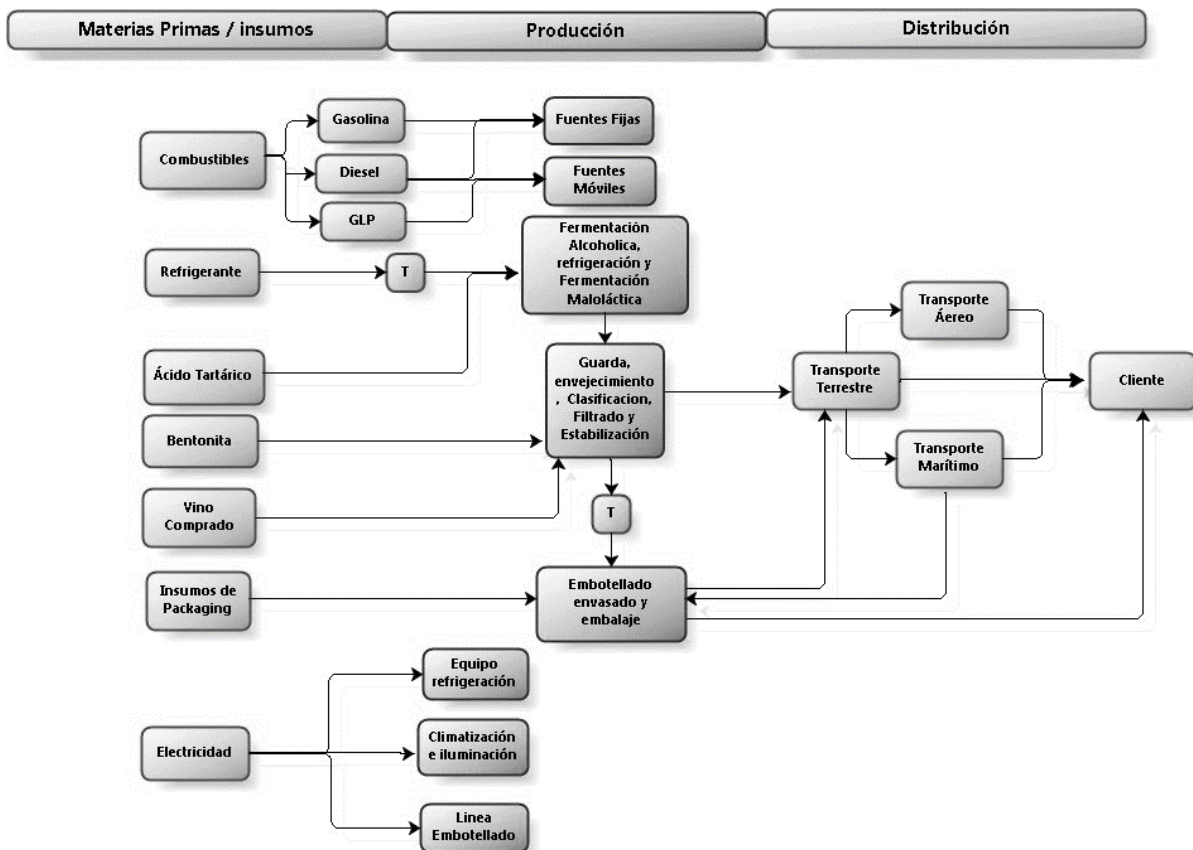 Materias Primas / insumos
Producción
Distribución
Gasolina
Fuentes Fijas
Combustibles
Diesel
Fuentes
Móviles
GLP
Fermentación
Alcoholica,
refrigeración y
Fermentación
Maloláctica
Refrigerante
T
Transporte
Áereo
Ácido Tartárico
Guarda,
envejecimiento
, Clasificacion,
Filtrado y
Estabilización
Transporte
Terrestre
Cliente
Bentonita
Transporte
Marítimo
Vino
Comprado
T
Insumos de
Packaging
Embotellado
envasado y
embalaje
Equipo
refrigeración
Electricidad
Climatización
e iluminación
Linea
Embotellado